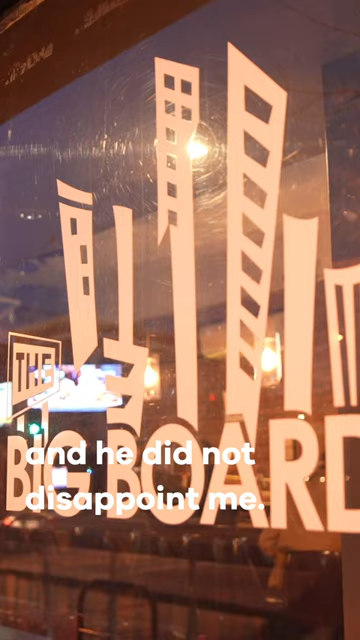 THE
BIG BOARD
and he did not
disappoint me.